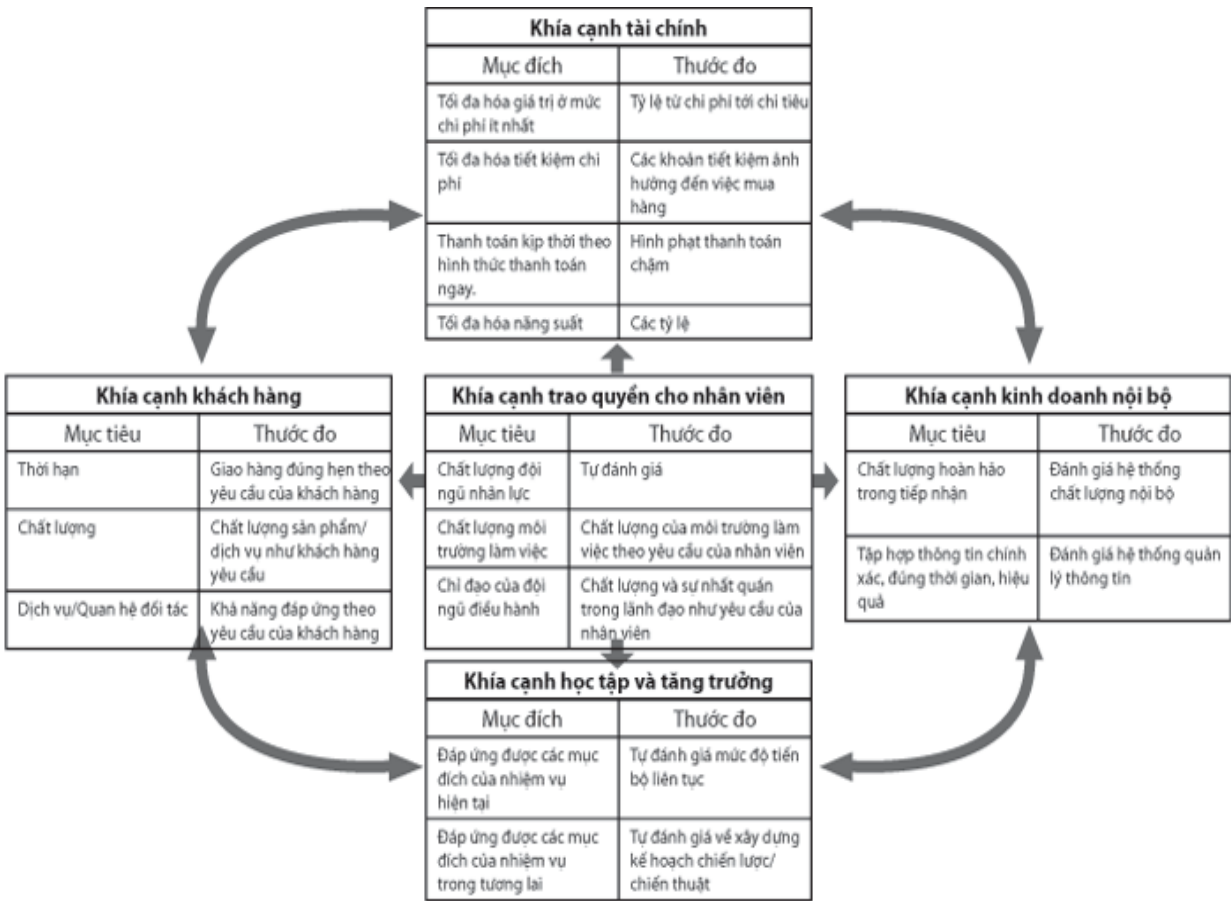 Khía cạnh tài chính
Mục đích
Thước đo
Tối đa hóa giá trị ở mức
chi phí ít nhất
Tỷ lệ từ chi phí tới chi tiêu
Tối đa hóa tiết kiệm chi
phí
Các khoản tiết kiệm ảnh
hưởng đến việc mua
hàng
Thanh toán kịp thời theo
hình thức thanh toán
ngay.
Hình phạt thanh toán
chậm
Tối đa hóa năng suất
Các tỷ lệ
Khía cạnh khách hàng
Mục tiêu
Thước đo
Thời hạn
Giao hàng đúng hẹn theo
yêu cầu của khách hàng
Chất lượng
Chất lượng sản phẩm/
dịch vụ như khách hàng
yêu cầu
Dịch vụ/Quan hệ đối tác
Khả năng đáp ứng theo
yêu cầu của khách hàng
Khía cạnh trao quyền cho nhân viên
Mục tiêu
Thước đo
Chất lượng đội
ngũ nhân lực
Tự đánh giá
Chất lượng môi
trường làm việc
Chất lượng của môi trường làm
việc theo yêu cầu của nhân viên
Chỉ đạo của đội
ngũ điều hành
Chất lượng và sự nhất quán
trong lãnh đạo như yêu cầu của
nhân viên
Khía cạnh kinh doanh nội bộ
Mục tiêu
Thước đo
Chất lượng hoàn hảo
trong tiếp nhận
Đánh giá hệ thống
chất lượng nội bộ
Tập hợp thông tin chính
xác, đúng thời gian, hiệu
quả
Đánh giá hệ thống quản
lý thông tin
Khía cạnh học tập và tăng trưởng
Mục đích
Thước đo
Đáp ứng được các mục
đích của nhiệm vụ
hiện tại
Tự đánh giá mức độ tiến
bộ liên tục
Đáp ứng được các mục
đích của nhiệm vụ
trong tương lai
Tự đánh giá về xây dựng
kế hoạch chiến lược/
chiến thuật